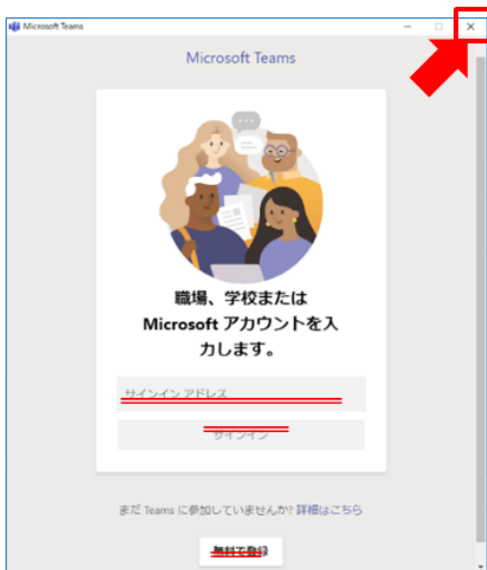 Microsoft Teams
Microsoft Teams
職場、学校または
Microsoft アカウントを入
力します。
サインイン アドレス
サインイン
まだ Teams に参加していませんか? 詳細はこちら
無料で登録